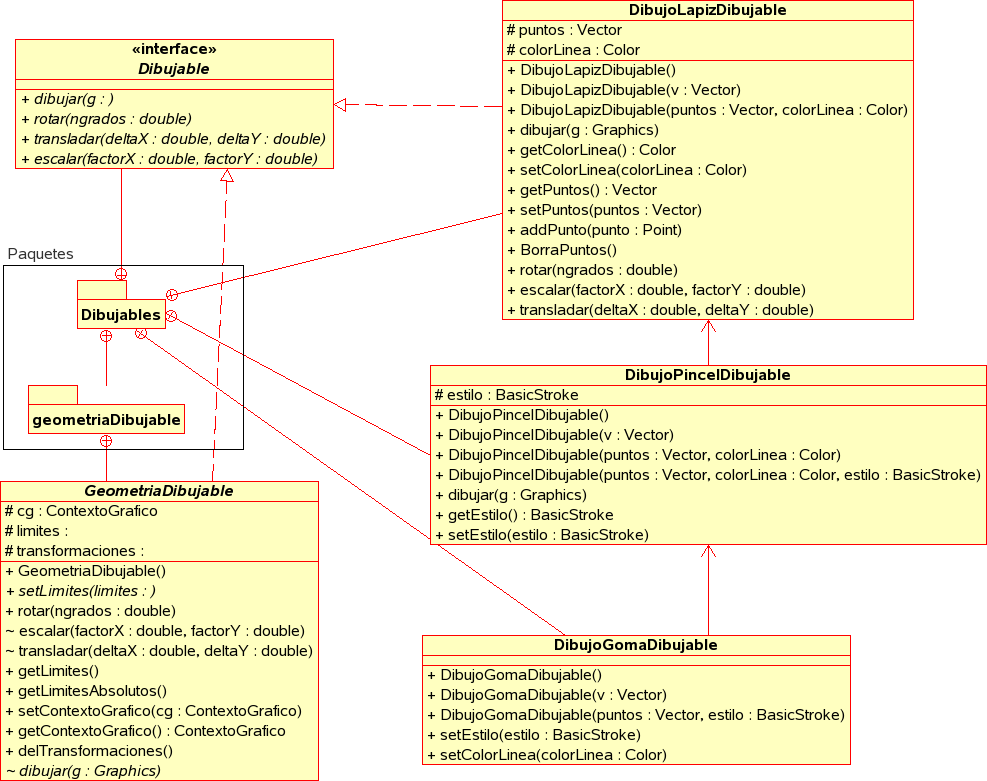 «interface»
Dibujable
+ dibujar(g : )
+ rotar(ngrados : double)
+ transladar(deltaX : double, deltaY : double)
+ escalar(factorX : double, factorY : double)
DibujoLapizDibujable
# puntos : Vector
# colorLinea : Color
+ DibujoLapizDibujable()
+ DibujoLapizDibujable(v : Vector)
+ DibujoLapizDibujable(puntos : Vector, colorLinea : Color)
+ dibujar(g : Graphics)
+ getColorLinea() : Color
+ setColorLinea(colorLinea : Color)
+ getPuntos() : Vector
+ setPuntos(puntos : Vector)
+ addPunto(punto : Point)
+ BorraPuntos()
+ rotar(ngrados : double)
+ escalar(factorX : double, factorY : double)
+ transladar(deltaX : double, deltaY : double)
Paquetes
Dibujables
geometriaDibujable
DibujoPincelDibujable
# estilo : BasicStroke
+ DibujoPincelDibujable()
+ DibujoPincelDibujable(v : Vector)
+ DibujoPincelDibujable(puntos : Vector, colorLinea : Color)
+ DibujoPincelDibujable(puntos : Vector, colorLinea : Color, estilo : BasicStroke)
+ dibujar(g : Graphics)
+ getEstilo() : BasicStroke
+ setEstilo(estilo : BasicStroke)
GeometriaDibujable
# cg : ContextoGrafico
# limites :
# transformaciones :
+ GeometriaDibujable()
+ setLimites(limites : )
+ rotar(ngrados : double)
~ escalar(factorX : double, factorY : double)
~ transladar(deltaX : double, deltaY : double)
+ getLimites()
+ getLimitesAbsolutos()
+ setContextoGrafico(cg : ContextoGrafico)
+ getContextoGrafico() : ContextoGrafico
+ delTransformaciones()
~ dibujar(g : Graphics)
DibujoGomaDibujable
+ DibujoGomaDibujable()
+ DibujoGomaDibujable(v : Vector)
+ DibujoGomaDibujable(puntos : Vector, estilo : BasicStroke)
+ setEstilo(estilo : BasicStroke)
+ setColorLinea(colorLinea : Color)